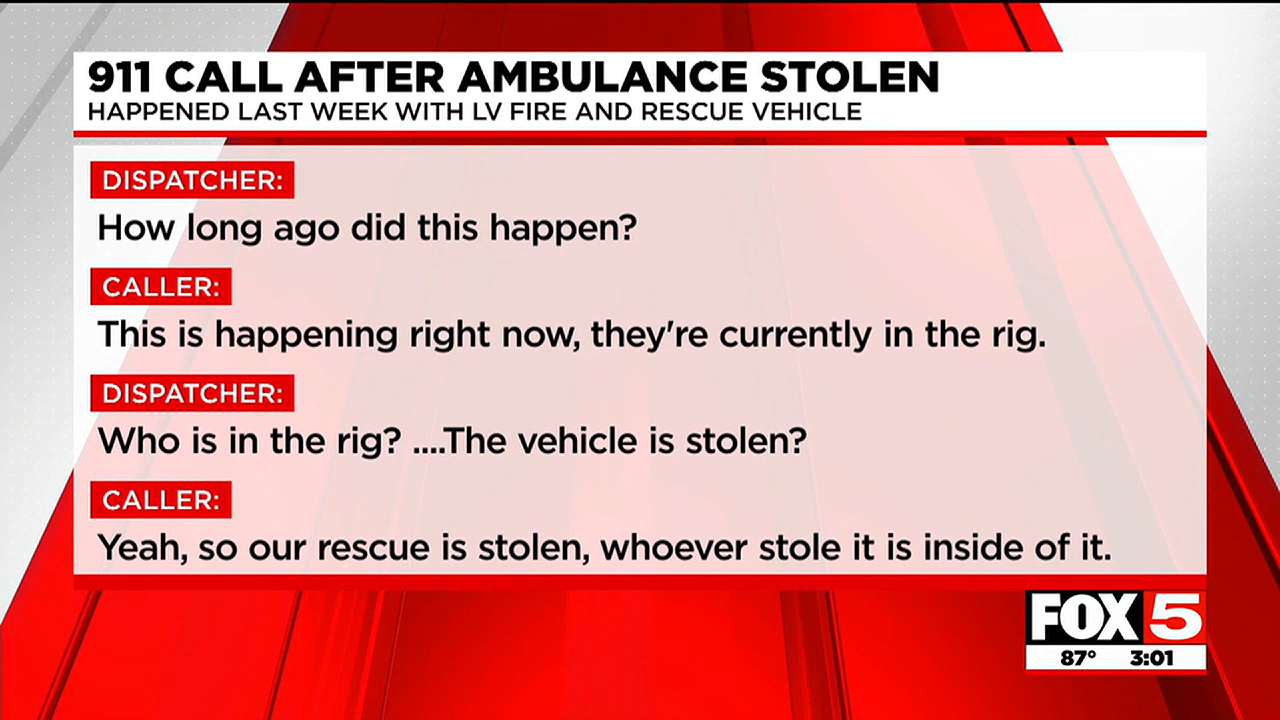 911 CALL AFTER AMBULANCE STOLEN
HAPPENED LAST WEEK WITH LV FIRE AND RESCUE VEHICLE
DISPATCHER:
How long ago did this happen?
CALLER:
This is happening right now, they're currently in the rig.
DISPATCHER:
Who is in the rig? ....The vehicle is stolen?
CALLER:
Yeah, so our rescue is stolen, whoever stole it is inside of it.
FOX 5
87° 3:01